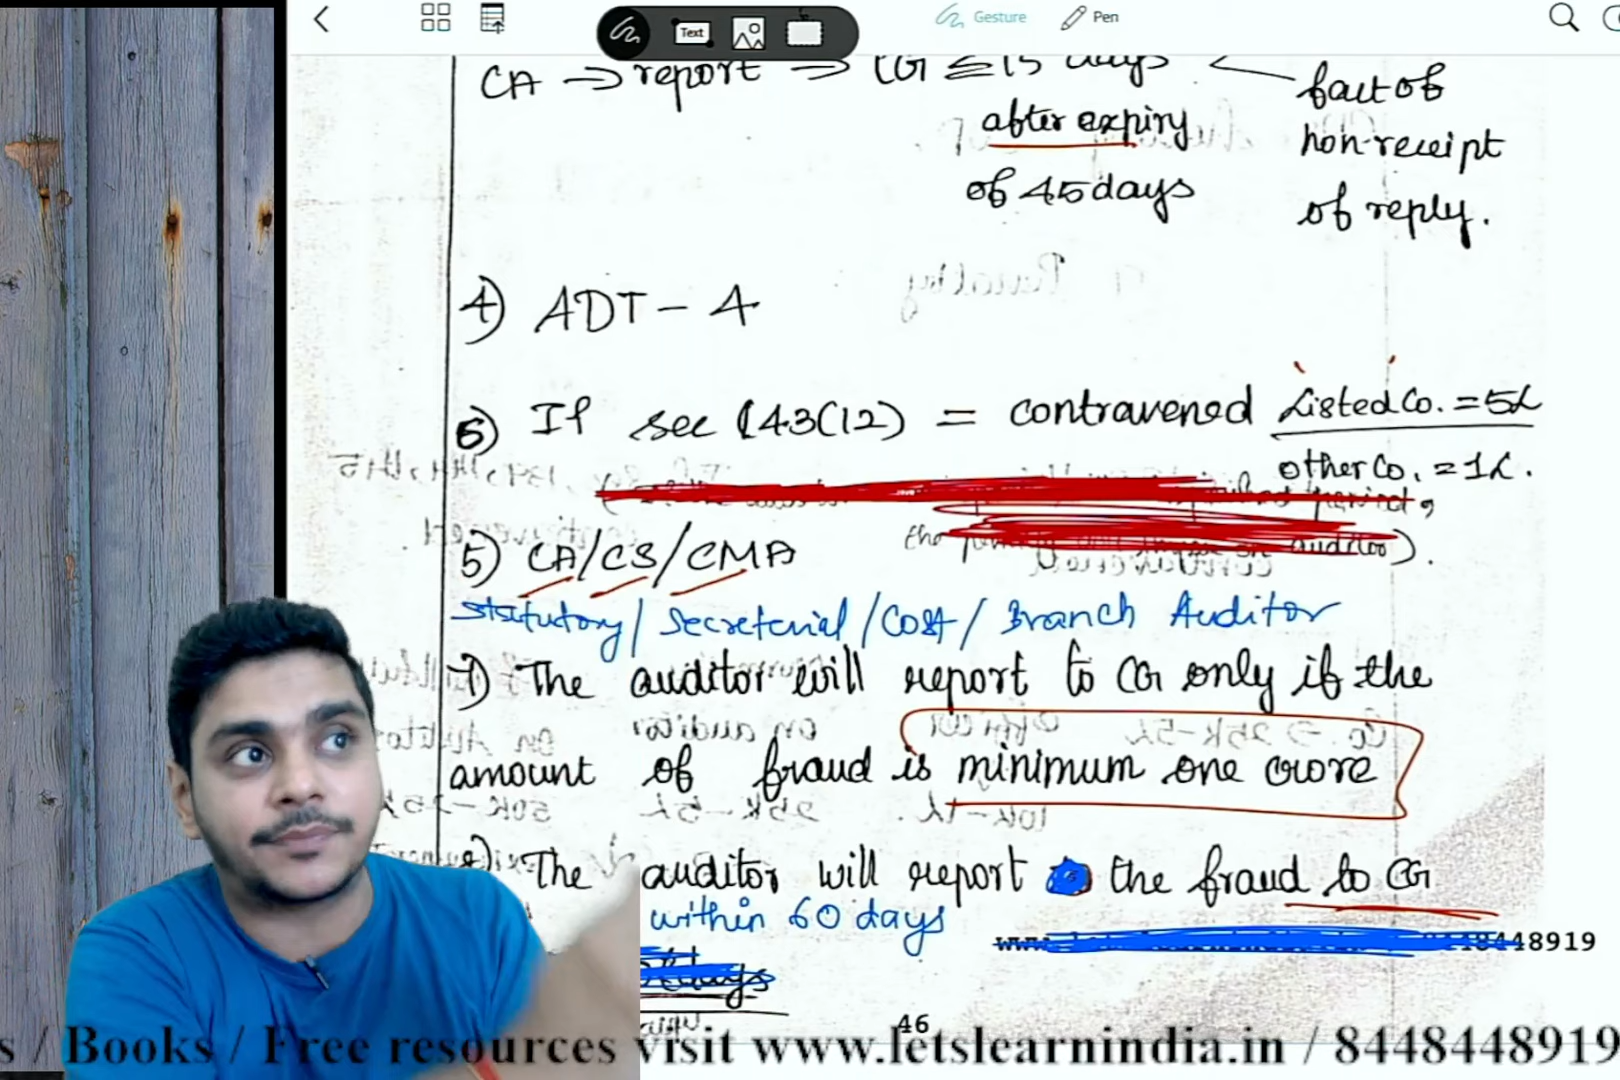 Text
Gesture
Pen
CA → report → CG ≤ 15 days
after expiry
of 45 days
fact of
non-receipt
of reply.
4) ADT - 4
6) If sec 143(12) = contravened
Listed Co. = 5L
other Co. = 1L.
5) CA/CS/CMA
Statutory / Secreterial / Cost / Branch Auditor
7) The auditor will report to CG only if the
amount of fraud is minimum one crore
8) The auditor will report the fraud to CG
within 60 days
48919
46
s / Books / Free resources visit www.letslearnindia.in / 8448448919